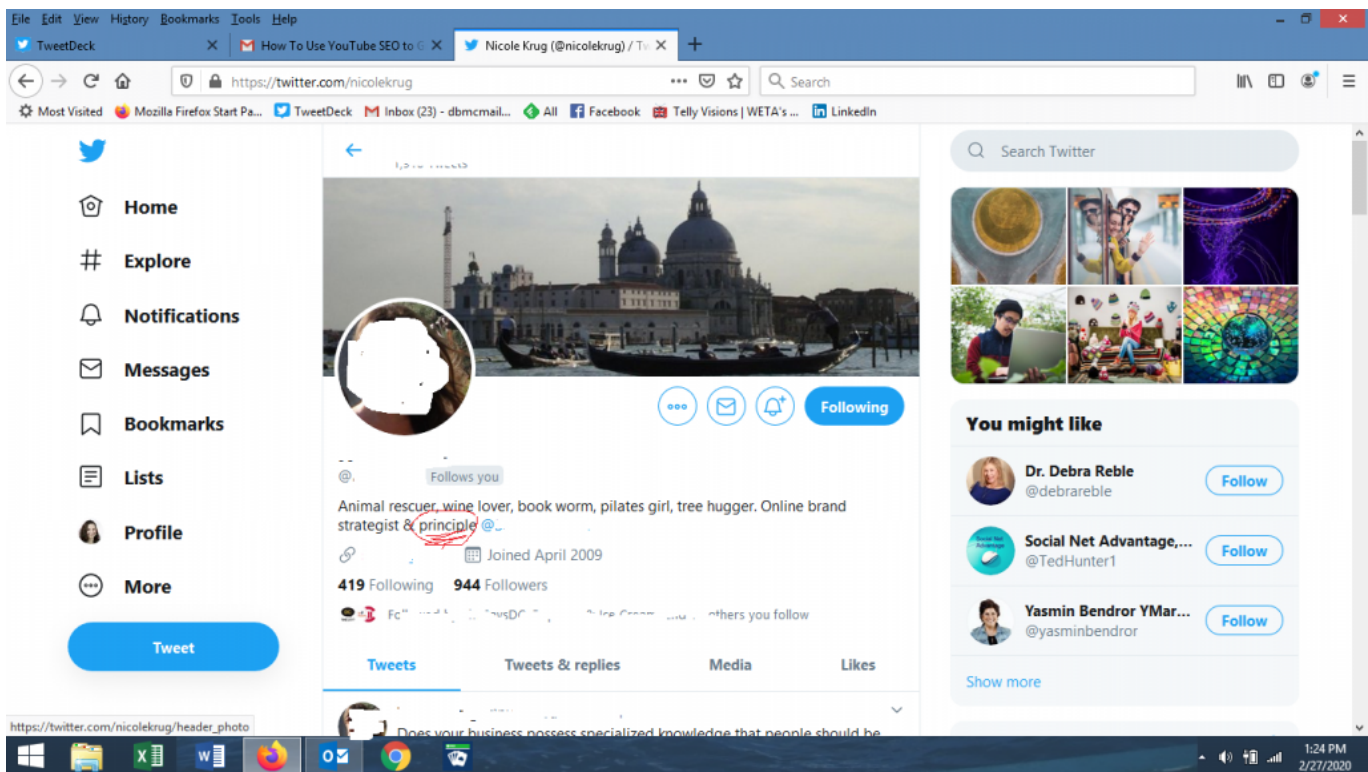 File Edit View History Bookmarks Tools Help
TweetDeck
How To Use YouTube SEO to G
Nicole Krug (@nicolekrug) / Tw
https://twitter.com/nicolekrug
Search
Most Visited Mozilla Firefox Start Pa... TweetDeck Inbox (23) - dbmcmail... All Facebook Telly Visions | WETA's ... LinkedIn
Home
Explore
Notifications
Messages
Bookmarks
Lists
Profile
More
Tweet
Following
@. Follows you
Animal rescuer, wine lover, book worm, pilates girl, tree hugger. Online brand
strategist & principle @
Joined April 2009
419 Following 944 Followers
others you follow
Tweets Tweets & replies Media Likes
Does your business possess specialized knowledge that people should be
Search Twitter
You might like
Dr. Debra Reble
@debrareble
Follow
Social Net Advantage,...
@TedHunter1
Follow
Yasmin Bendror YMar...
@yasminbendror
Follow
Show more
https://twitter.com/nicolekrug/header_photo
1:24 PM
2/27/2020